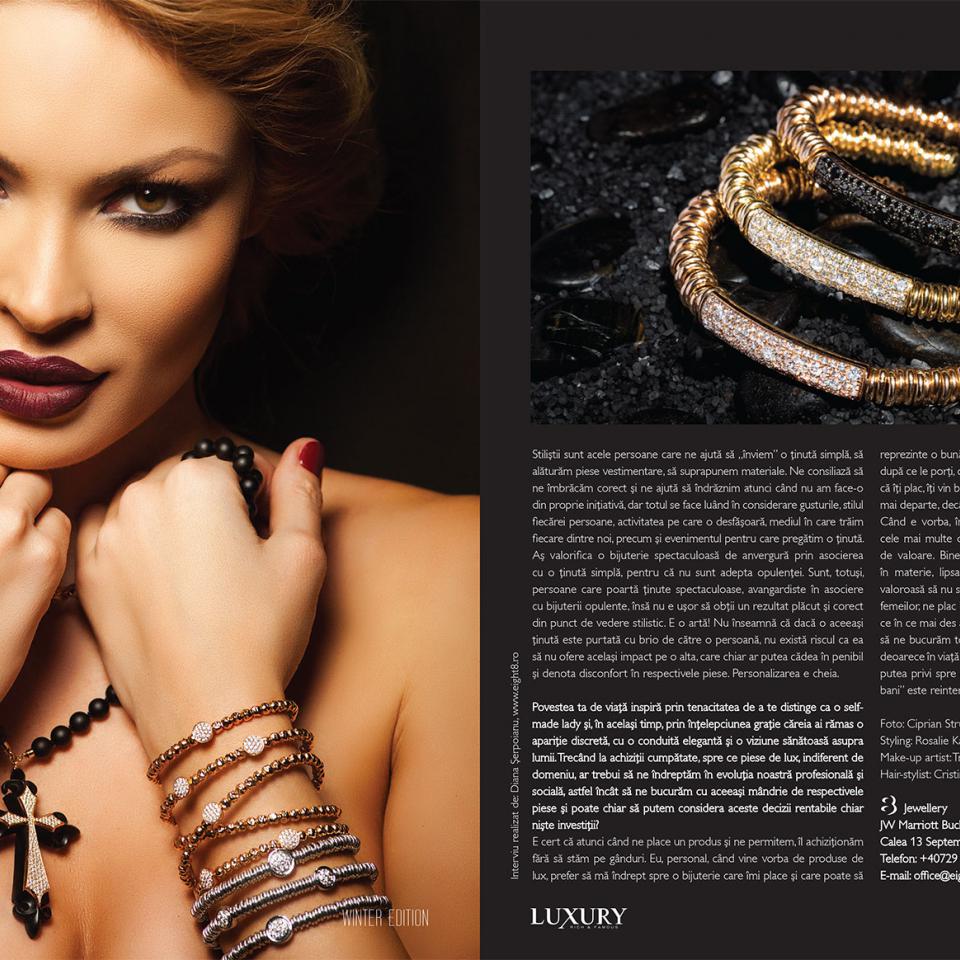 WINTER EDITION
Interviu realizat de: Diana Șerpoianu, www.eight8.ro
Stiliștii sunt acele persoane care ne ajută să „înviem” o ținută simplă, să
alăturăm piese vestimentare, să suprapunem materiale. Ne consiliază să
ne îmbrăcăm corect și ne ajută să îndrăznim atunci când nu am face-o
din proprie inițiativă, dar totul se face luând în considerare gusturile, stilul
fiecărei persoane, activitatea pe care o desfășoară, mediul în care trăim
fiecare dintre noi, precum și evenimentul pentru care pregătim o ținută.
Aș valorifica o bijuterie spectaculoasă de anvergură prin asocierea
cu o ținută simplă, pentru că nu sunt adepta opulenței. Sunt, totuși,
persoane care poartă ținute spectaculoase, avangardiste în asociere
cu bijuterii opulente, însă nu e ușor să obții un rezultat plăcut și corect
din punct de vedere stilistic. E o artă! Nu înseamnă că dacă o aceeași
ținută este purtată cu brio de către o persoană, nu există riscul ca ea
să nu ofere același impact pe o alta, care chiar ar putea cădea în penibil
și denota disconfort în respectivele piese. Personalizarea e cheia.
Povestea ta de viață inspiră prin tenacitatea de a te distinge ca o self-
made lady și, în același timp, prin înțelepciunea grație căreia ai rămas o
apariție discretă, cu o conduită elegantă și o viziune sănătoasă asupra
lumii. Trecând la achiziții cumpătate, spre ce piese de lux, indiferent de
domeniu, ar trebui să ne îndreptăm în evoluția noastră profesională și
socială, astfel încât să ne bucurăm cu aceeași mândrie de respectivele
piese și poate chiar să putem considera aceste decizii rentabile chiar
niște investiții?
E cert că atunci când ne place un produs și ne permitem, îl achiziționăm
fără să stăm pe gânduri. Eu, personal, când vine vorba de produse de
lux, prefer să mă îndrept spre o bijuterie care îmi place și care poate să
reprezinte o bună
după ce le porți,
că îți plac, îți vin
mai departe,
Când e vorba,
cele mai multe
de valoare.
în materie,
valoroasă să nu
femeilor, ne plac
ce în ce mai des
să ne bucurăm
deoarece în viață
putea privi spre
bani” este
Foto: Ciprian
Styling: Rosalie
Make-up artist:
Hair-stylist:
Jewellery
JW Marriott
Calea 13
Telefon: +40729
E-mail:
LUXURY
RICH & FAMOUS